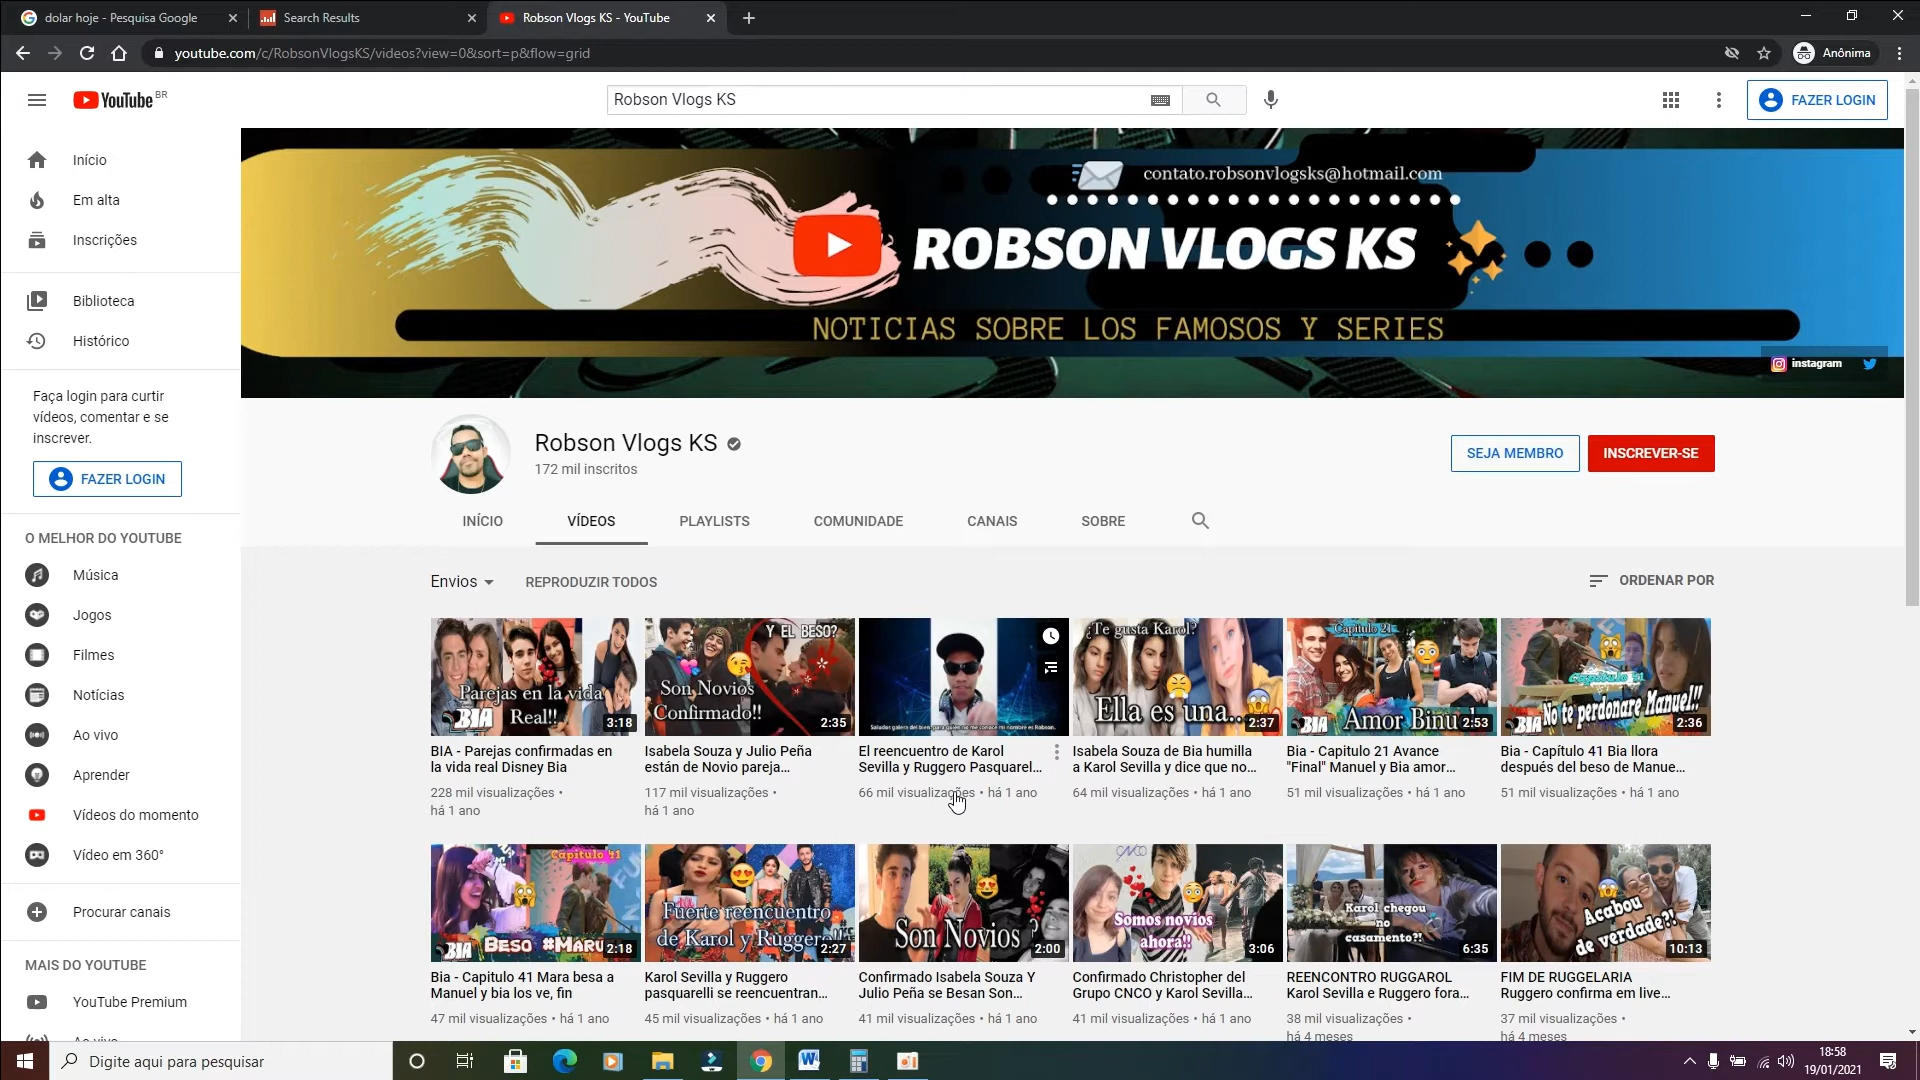 dolar hoje - Pesquisa Google
Search Results
Robson Vlogs KS - YouTube
youtube.com/c/RobsonVlogsKS/videos?view=0&sort=p&flow=grid
Anônima
YouTube BR
Robson Vlogs KS
FAZER LOGIN
Início
Em alta
Inscrições
Biblioteca
Histórico
Faça login para curtir
vídeos, comentar e se
inscrever.
FAZER LOGIN
O MELHOR DO YOUTUBE
Música
Jogos
Filmes
Notícias
Ao vivo
Aprender
Vídeos do momento
Vídeo em 360°
Procurar canais
MAIS DO YOUTUBE
YouTube Premium
Ao vivo
contato.robsonvlogsks@hotmail.com
ROBSON VLOGS KS
NOTICIAS SOBRE LOS FAMOSOS Y SERIES
instagram
Robson Vlogs KS
172 mil inscritos
SEJA MEMBRO
INSCREVER-SE
INÍCIO
VÍDEOS
PLAYLISTS
COMUNIDADE
CANAIS
SOBRE
Envios
REPRODUZIR TODOS
ORDENAR POR
Parejas en la vida
Real!!
BIA
3:18
BIA - Parejas confirmadas en
la vida real Disney Bia
228 mil visualizações •
há 1 ano
Y EL BESO?
Son Novios
Confirmado!!
2:35
Isabela Souza y Julio Peña
están de Novio pareja...
117 mil visualizações •
há 1 ano
El reencuentro de Karol
Sevilla y Ruggero Pasquarel...
66 mil visualizações • há 1 ano
¿Te gusta Karol?
Ella es una...
2:37
Isabela Souza de Bia humilla
a Karol Sevilla y dice que no...
64 mil visualizações • há 1 ano
Capitulo 21
BIA
Amor Binu
2:53
Bia - Capitulo 21 Avance
"Final" Manuel y Bia amor...
51 mil visualizações • há 1 ano
Capitulo 41
BIA
No te perdonare Manuel!!
2:36
Bia - Capítulo 41 Bia llora
después del beso de Manue...
51 mil visualizações • há 1 ano
Capitulo 41
BIA
BESO #MARU
2:18
Bia - Capitulo 41 Mara besa a
Manuel y bia los ve, fin
47 mil visualizações • há 1 ano
Fuerte reencuentro
de Karol y Ruggero!!
2:27
Karol Sevilla y Ruggero
pasquarelli se reencuentran...
45 mil visualizações • há 1 ano
Son Novios ?
2:00
Confirmado Isabela Souza Y
Julio Peña se Besan Son...
41 mil visualizações • há 1 ano
CNCO
Somos novios
ahora!!
3:06
Confirmado Christopher del
Grupo CNCO y Karol Sevilla...
41 mil visualizações • há 1 ano
Karol chegou
no
casamento?!
6:35
REENCONTRO RUGGAROL
Karol Sevilla e Ruggero fora...
38 mil visualizações •
há 4 meses
Acabou
de verdade?!
10:13
FIM DE RUGGELARIA
Ruggero confirma em live...
37 mil visualizações •
há 4 meses
Digite aqui para pesquisar
18:58
19/01/2021